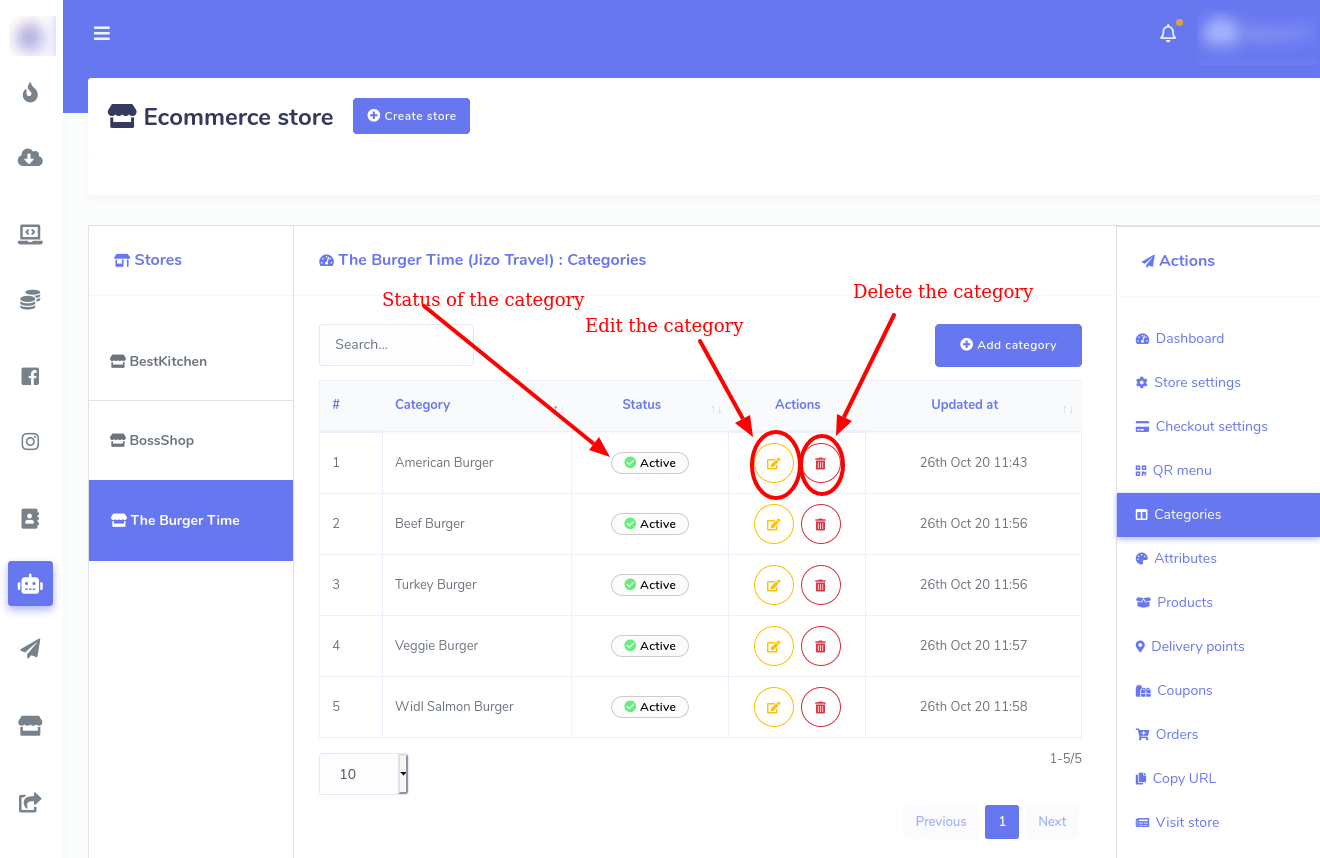 Ecommerce store
Create store
Stores
BestKitchen
BossShop
The Burger Time
The Burger Time (Jizo Travel) : Categories
Status of the category
Edit the category
Delete the category
Search...
Add category
# Category Status Actions Updated at
1 American Burger Active 26th Oct 20 11:43
2 Beef Burger Active 26th Oct 20 11:56
3 Turkey Burger Active 26th Oct 20 11:56
4 Veggie Burger Active 26th Oct 20 11:57
5 Widl Salmon Burger Active 26th Oct 20 11:58
10
1-5/5
Previous 1 Next
Actions
Dashboard
Store settings
Checkout settings
QR menu
Categories
Attributes
Products
Delivery points
Coupons
Orders
Copy URL
Visit store